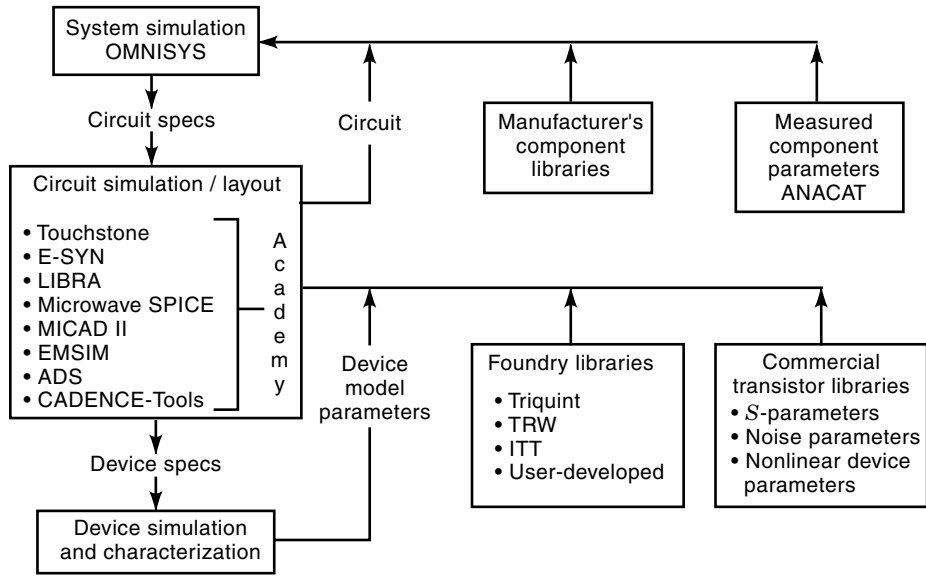 System simulation
OMNISYS
Circuit specs
Circuit
Manufacturer's
component
libraries
Measured
component
parameters
ANACAT
Circuit simulation / layout
• Touchstone
• E-SYN
• LIBRA
• Microwave SPICE
• MICAD II
• EMSIM
• ADS
• CADENCE-Tools
Academy
Device
model
parameters
Foundry libraries
• Triquint
• TRW
• ITT
• User-developed
Commercial
transistor libraries
• S-parameters
• Noise parameters
• Nonlinear device
parameters
Device specs
Device simulation
and characterization